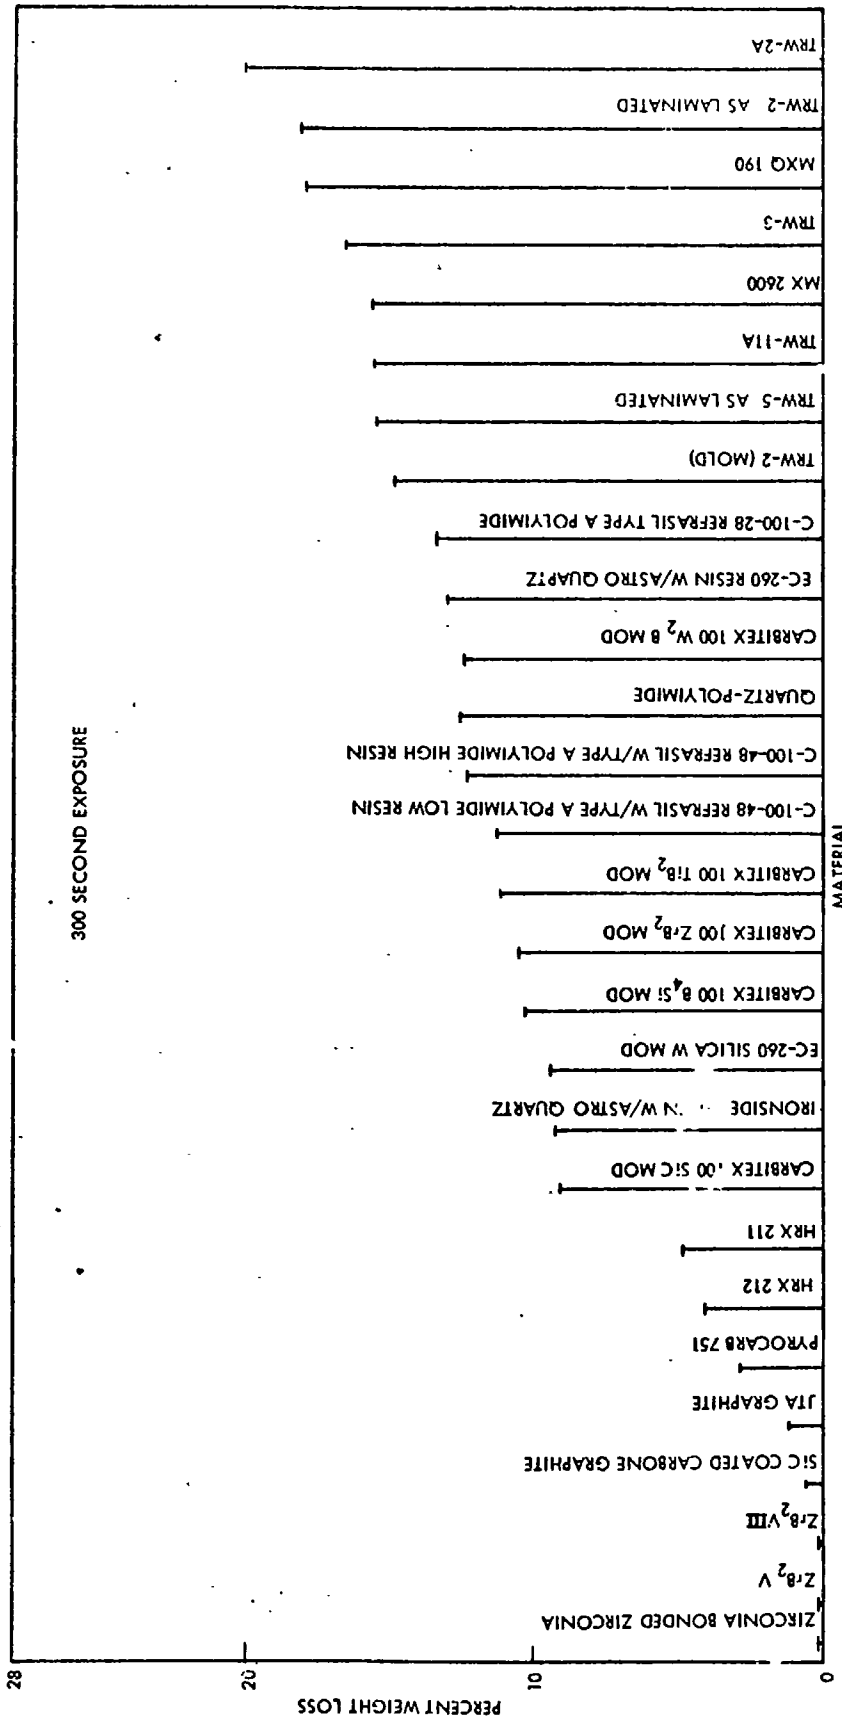 300 SECOND EXPOSURE
PERCENT WEIGHT LOSS
28
20
10
0
ZIRCONIA BONDED ZIRCONIA
ZrB2 V
ZrB2 VIII
SiC COATED CARBONE GRAPHITE
JTA GRAPHITE
PYROCARB 751
HRX 212
HRX 211
CARBITEX 00 SiC MOD
IRONSIDE W/ASTRO QUARTZ
EC-260 SILICA W MOD
CARBITEX 100 B4Si MOD
CARBITEX 100 ZrB2 MOD
CARBITEX 100 TiB2 MOD
C-100-48 REFRASIL W/TYPE A POLYIMIDE LOW RESIN
C-100-48 REFRASIL W/TYPE A POLYIMIDE HIGH RESIN
QUARTZ-POLYIMIDE
CARBITEX 100 W2 B MOD
EC-260 RESIN W/ASTRO QUARTZ
C-100-28 REFRASIL TYPE A POLYIMIDE
TRW-2 (MOLD)
TRW-5 AS LAMINATED
TRW-11A
MX 2600
TRW-3
MXQ 190
TRW-2 AS LAMINATED
TRW-2A
MATERIAL